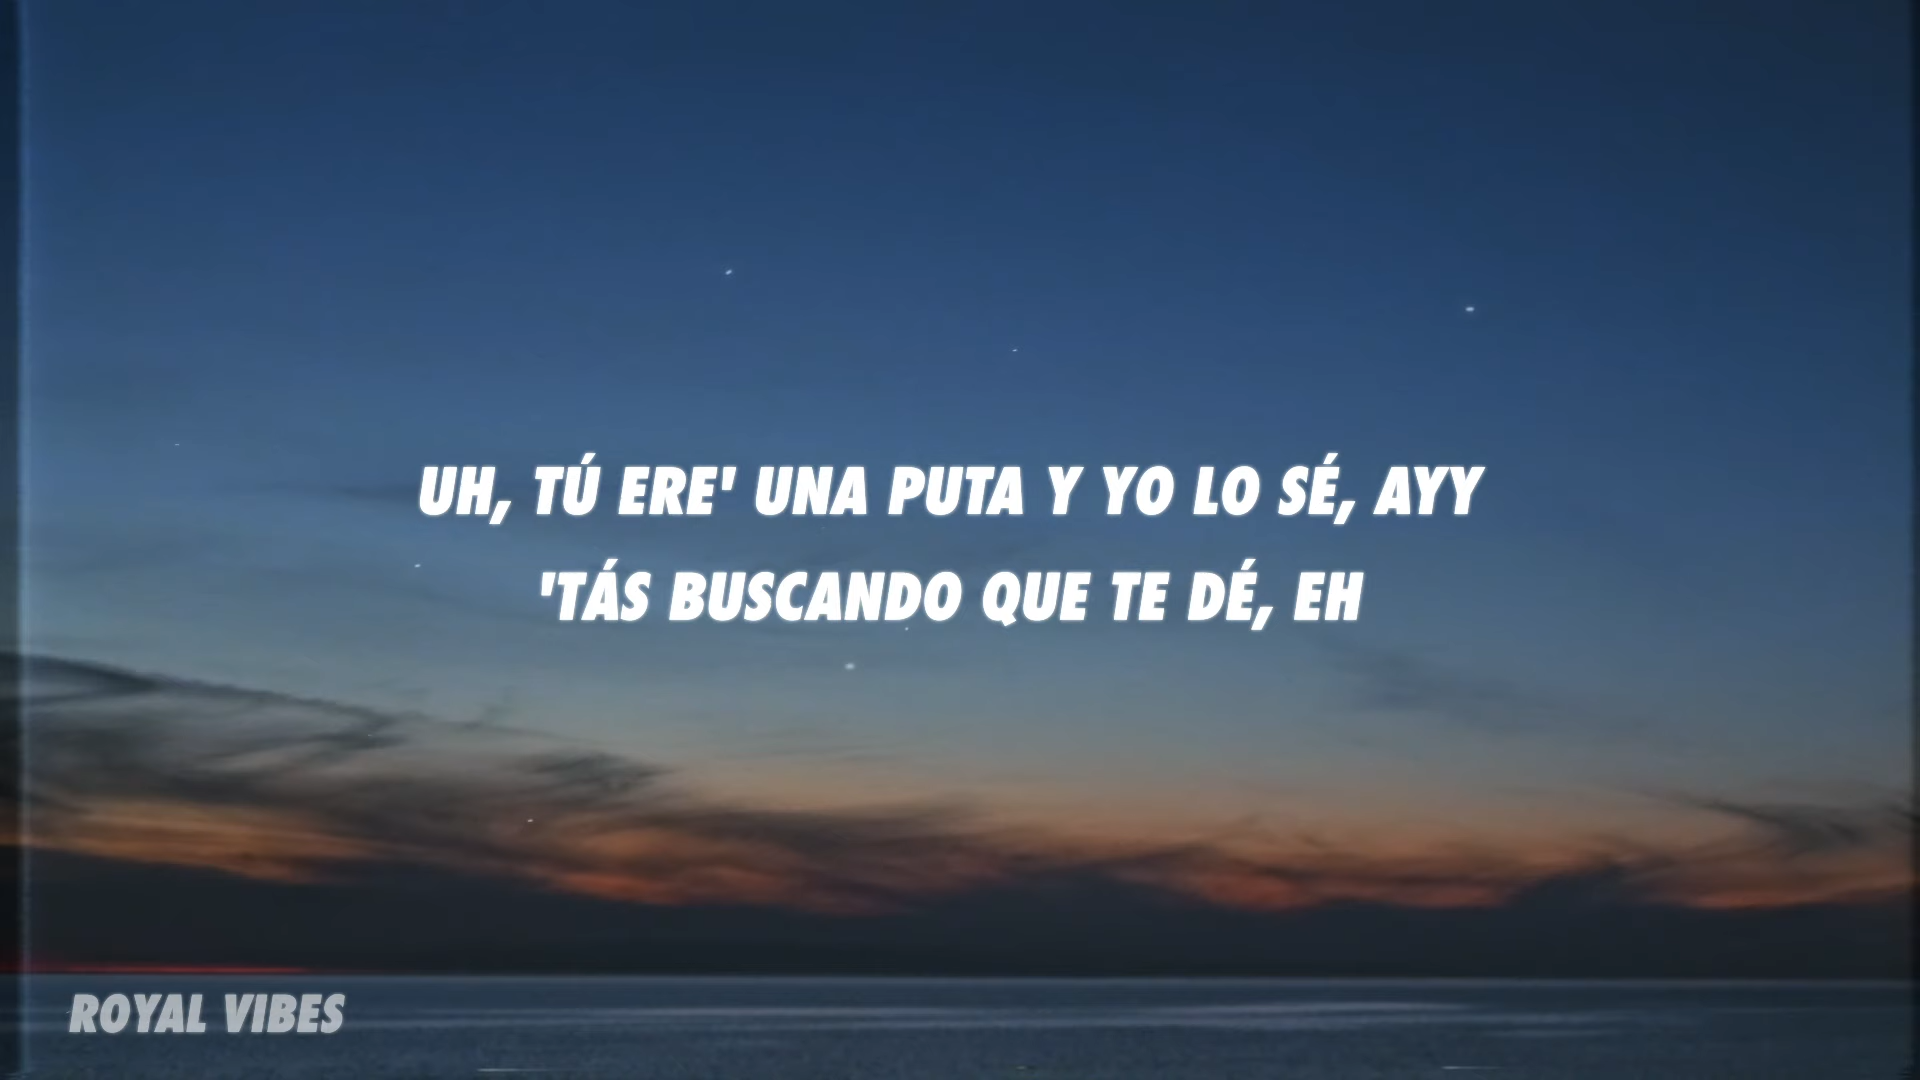 UH, TÚ ERE' UNA PUTA Y YO LO SÉ, AYY
'TÁS BUSCANDO QUE TE DÉ, EH
ROYAL VIBES